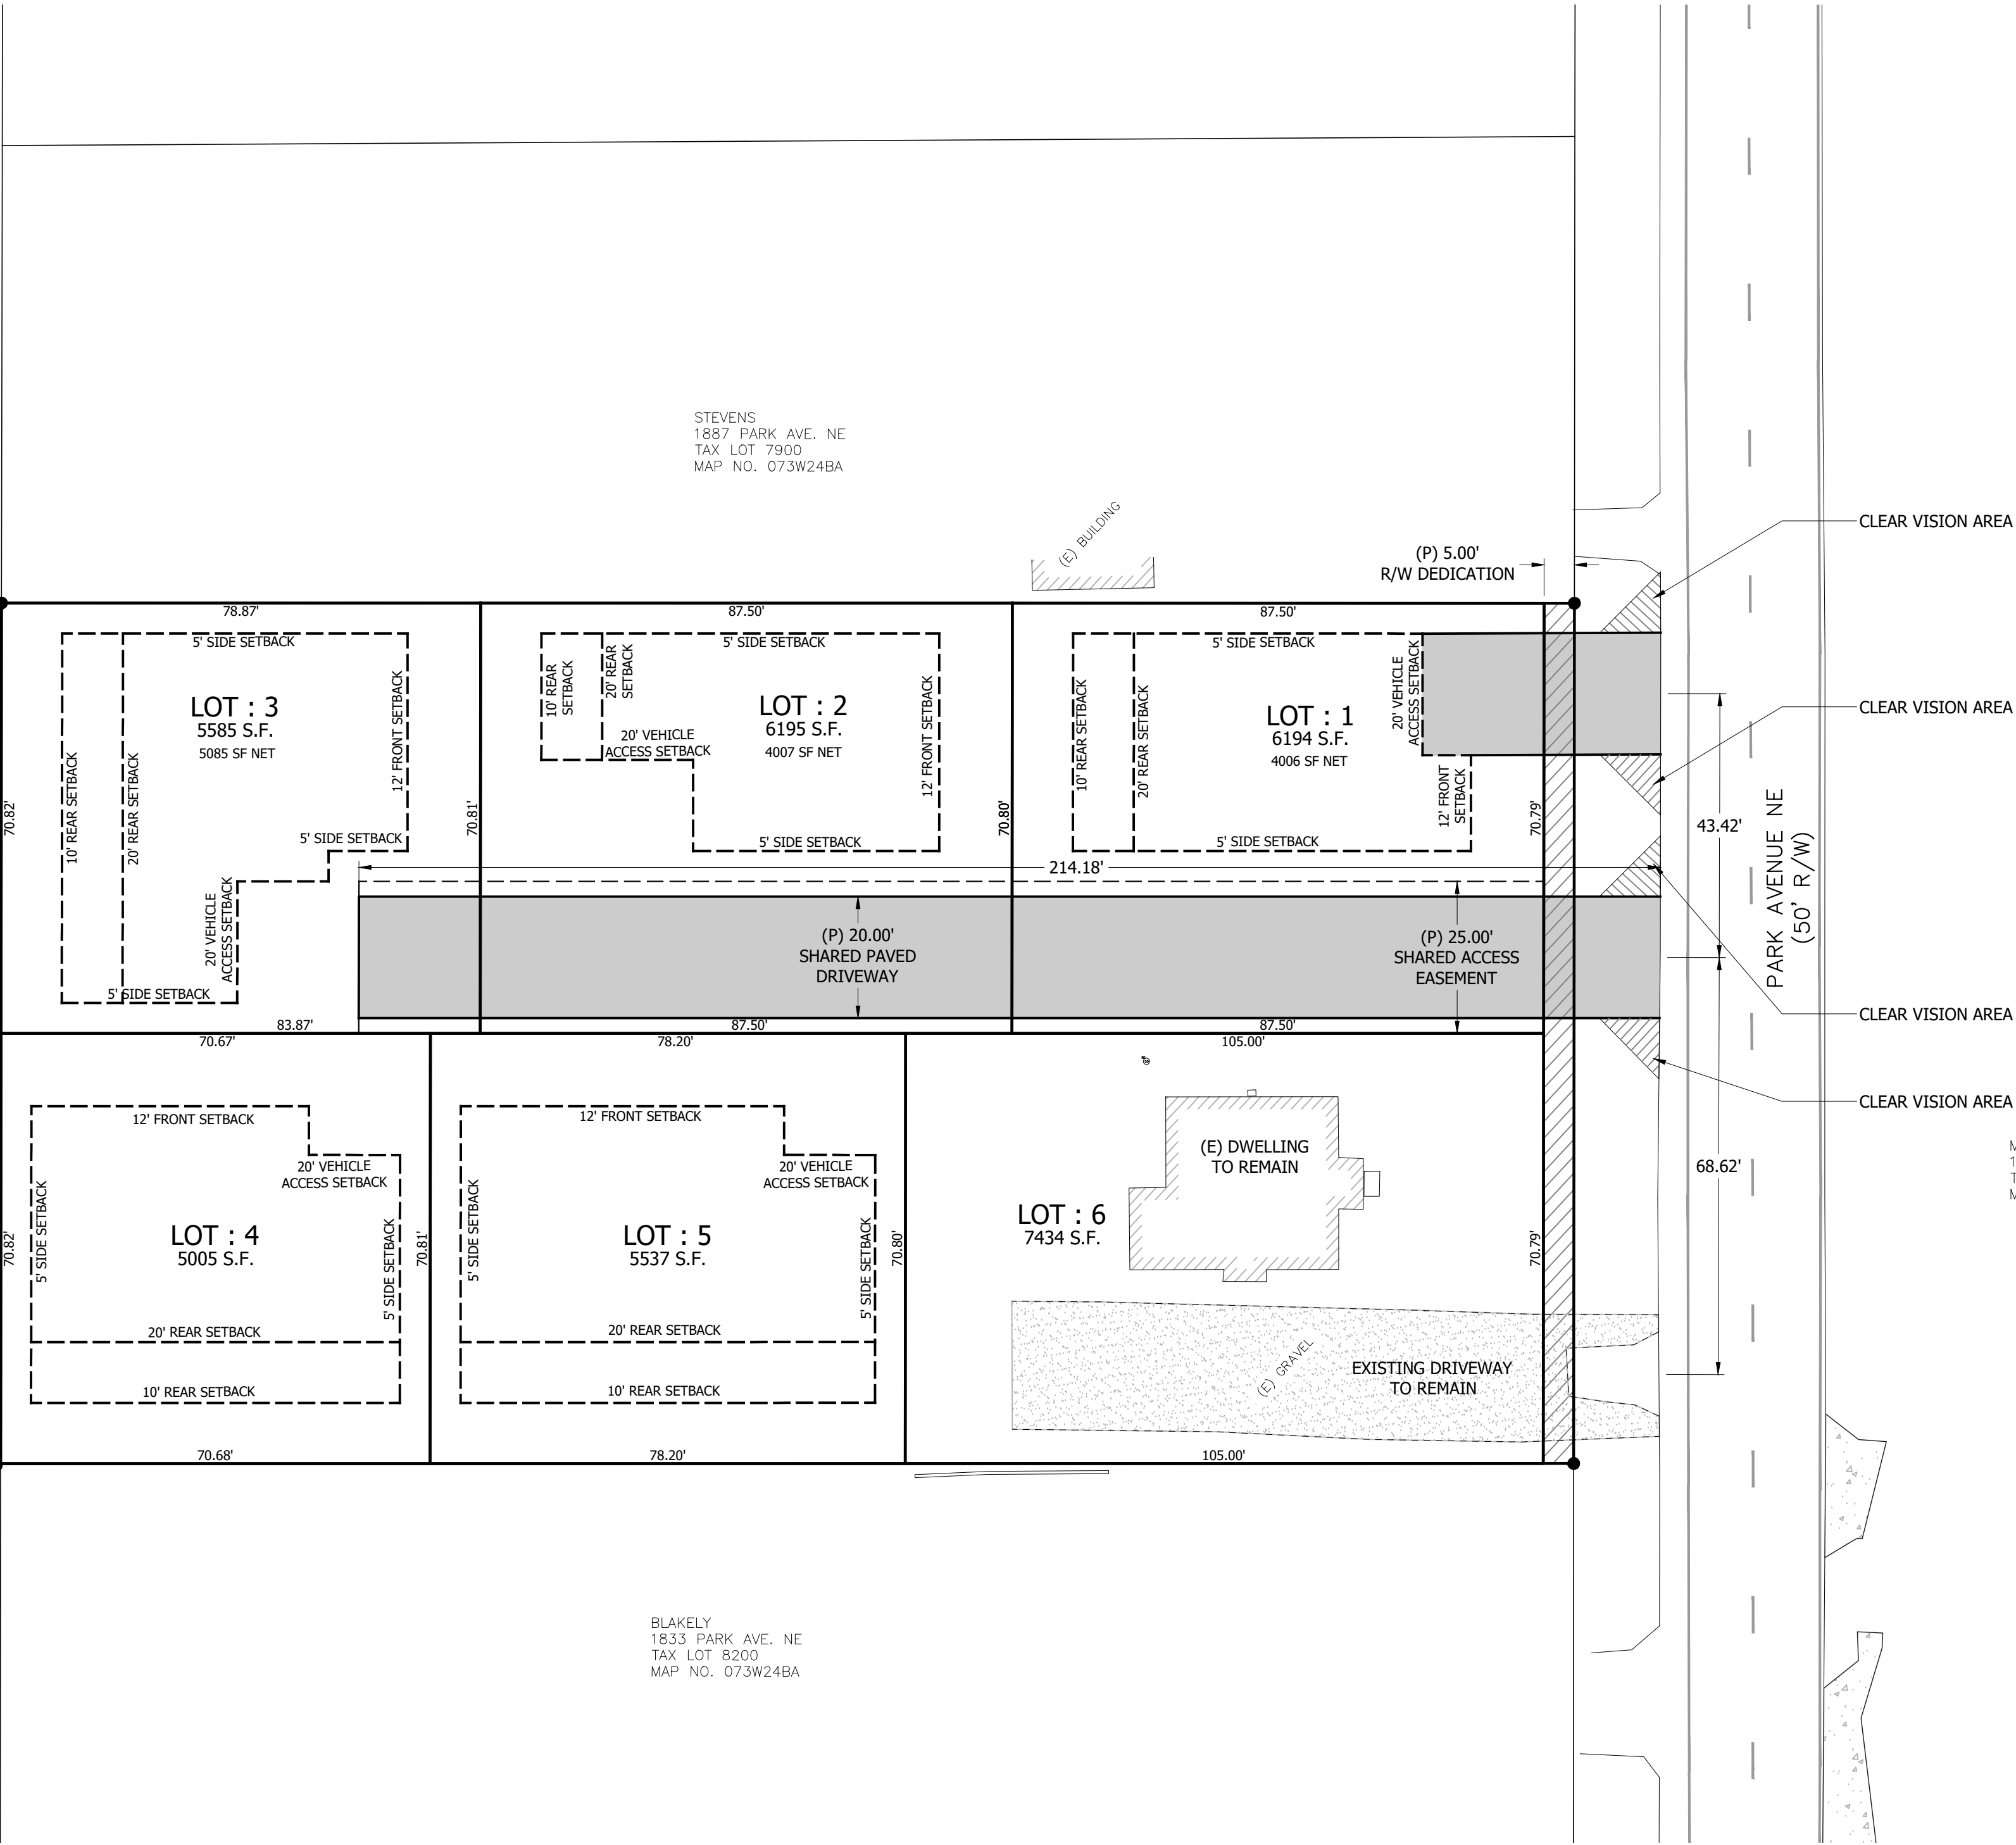 STEVENS
1887 PARK AVE. NE
TAX LOT 7900
MAP NO. 073W24BA
(E) BUILDING
(P) 5.00'
R/W DEDICATION
CLEAR VISION AREA
CLEAR VISION AREA
CLEAR VISION AREA
CLEAR VISION AREA
78.87'
87.50'
87.50'
5' SIDE SETBACK
10' REAR SETBACK
20' REAR SETBACK
LOT : 3
5585 S.F.
5085 SF NET
12' FRONT SETBACK
5' SIDE SETBACK
20' VEHICLE
ACCESS SETBACK
5' SIDE SETBACK
70.82'
70.81'
83.87'
5' SIDE SETBACK
10' REAR
SETBACK
20' REAR
SETBACK
LOT : 2
6195 S.F.
4007 SF NET
20' VEHICLE
ACCESS SETBACK
12' FRONT SETBACK
5' SIDE SETBACK
70.80'
87.50'
5' SIDE SETBACK
10' REAR SETBACK
20' REAR SETBACK
LOT : 1
6194 S.F.
4006 SF NET
20' VEHICLE
ACCESS SETBACK
12' FRONT
SETBACK
5' SIDE SETBACK
70.79'
214.18'
(P) 20.00'
SHARED PAVED
DRIVEWAY
(P) 25.00'
SHARED ACCESS
EASEMENT
87.50'
43.42'
68.62'
PARK AVENUE NE
(50' R/W)
70.67'
78.20'
105.00'
12' FRONT SETBACK
20' VEHICLE
ACCESS SETBACK
5' SIDE SETBACK
LOT : 4
5005 S.F.
5' SIDE SETBACK
20' REAR SETBACK
10' REAR SETBACK
70.82'
70.81'
70.68'
12' FRONT SETBACK
20' VEHICLE
ACCESS SETBACK
5' SIDE SETBACK
LOT : 5
5537 S.F.
5' SIDE SETBACK
20' REAR SETBACK
10' REAR SETBACK
70.80'
78.20'
(E) DWELLING
TO REMAIN
LOT : 6
7434 S.F.
70.79'
(E) GRAVEL
EXISTING DRIVEWAY
TO REMAIN
105.00'
BLAKELY
1833 PARK AVE. NE
TAX LOT 8200
MAP NO. 073W24BA